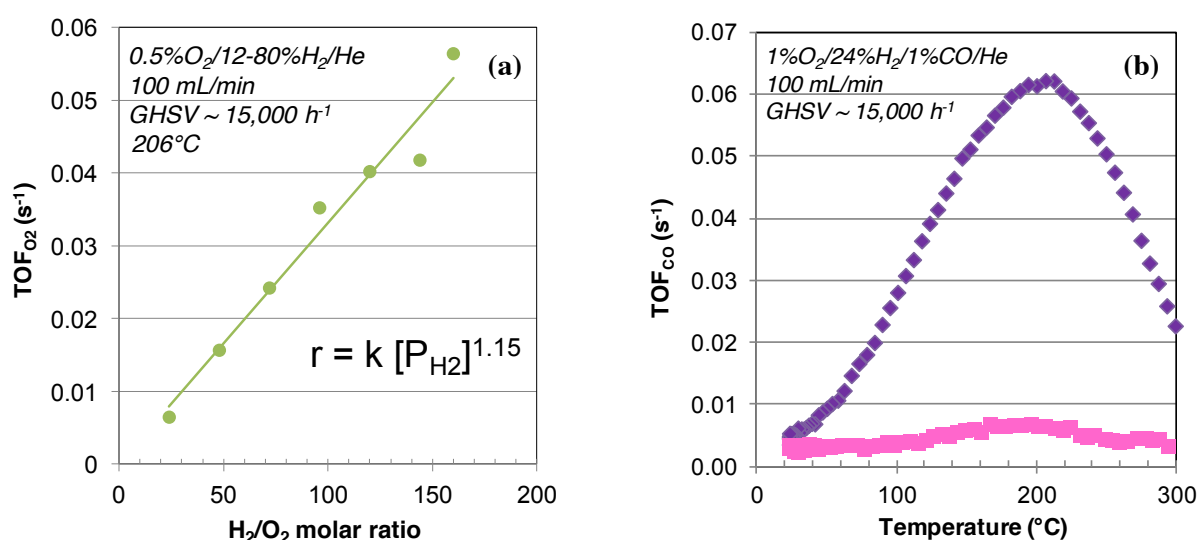 0.5%O₂/12-80%H₂/He
100 mL/min
GHSV ~ 15,000 h⁻¹
206°C
(a)
r = k [P_H2]^1.15
TOF_O2 (s⁻¹)
0.06
0.05
0.04
0.03
0.02
0.01
0
0 50 100 150 200
H₂/O₂ molar ratio
1%O₂/24%H₂/1%CO/He
100 mL/min
GHSV ~ 15,000 h⁻¹
(b)
TOF_CO (s⁻¹)
0.07
0.06
0.05
0.04
0.03
0.02
0.01
0.00
0 100 200 300
Temperature (°C)